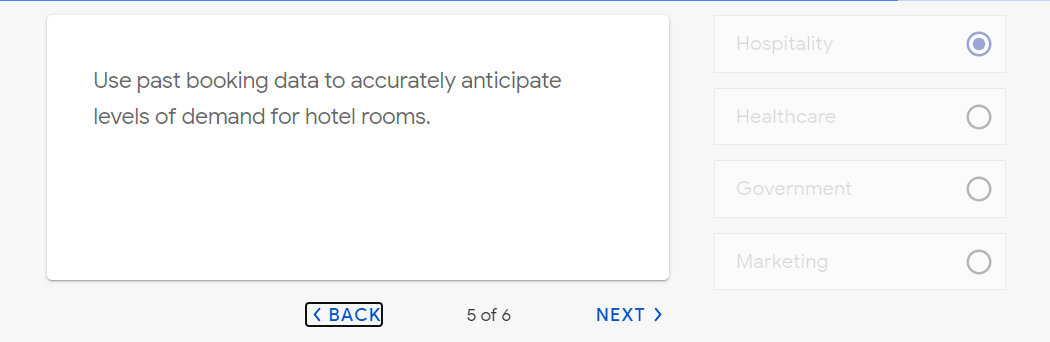 Use past booking data to accurately anticipate
levels of demand for hotel rooms.
Hospitality
Healthcare
Government
Marketing
BACK
5 of 6
NEXT